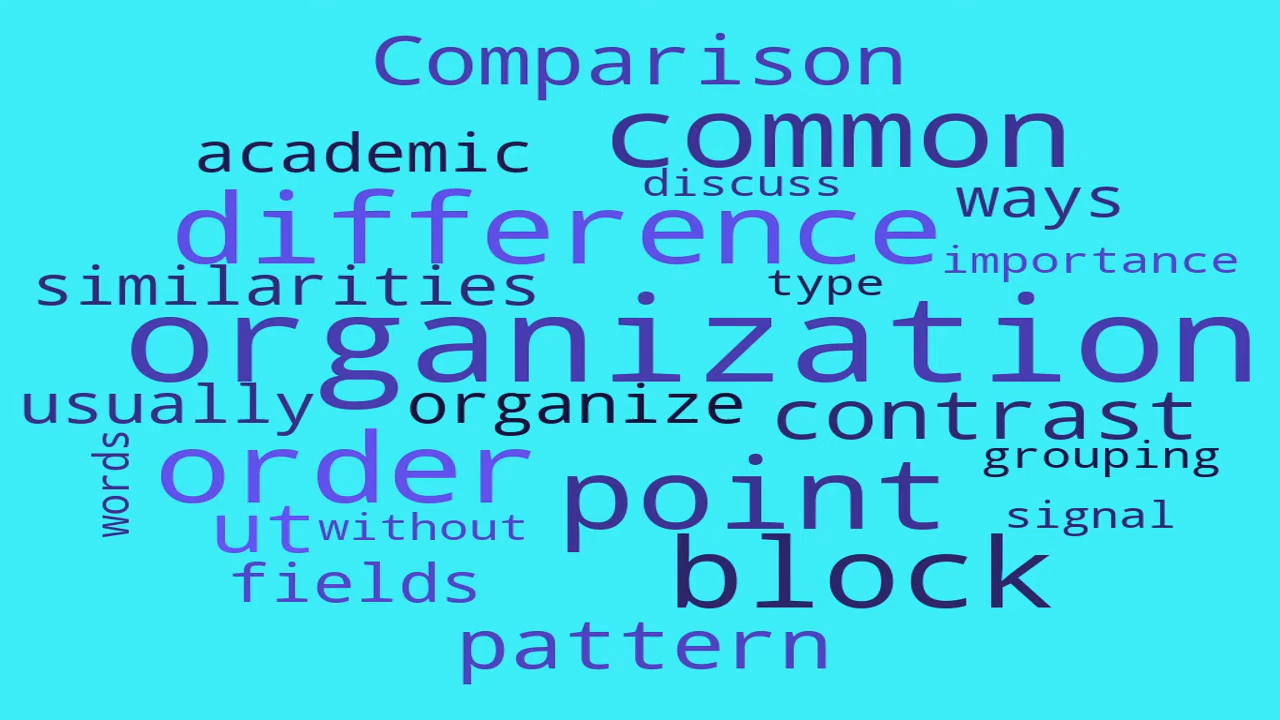 Comparison
common
academic
discuss
ways
difference
importance
similarities
type
organization
usually
organize
contrast
words
order
grouping
point
signal
ut
without
block
fields
pattern